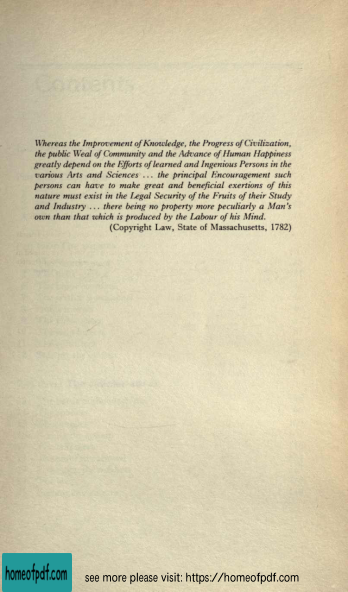 Contents
Whereas the Improvement of Knowledge, the Progress of Civilization,
the public Weal of Community and the Advance of Human Happiness
greatly depend on the Efforts of learned and Ingenious Persons in the
various Arts and Sciences ... the principal Encouragement such
persons can have to make great and beneficial exertions of this
nature must exist in the Legal Security of the Fruits of their Study
and Industry ... there being no property more peculiarly a Man's
own than that which is produced by the Labour of his Mind.
(Copyright Law, State of Massachusetts, 1782)
homeofpdf.com
see more please visit: https://homeofpdf.com